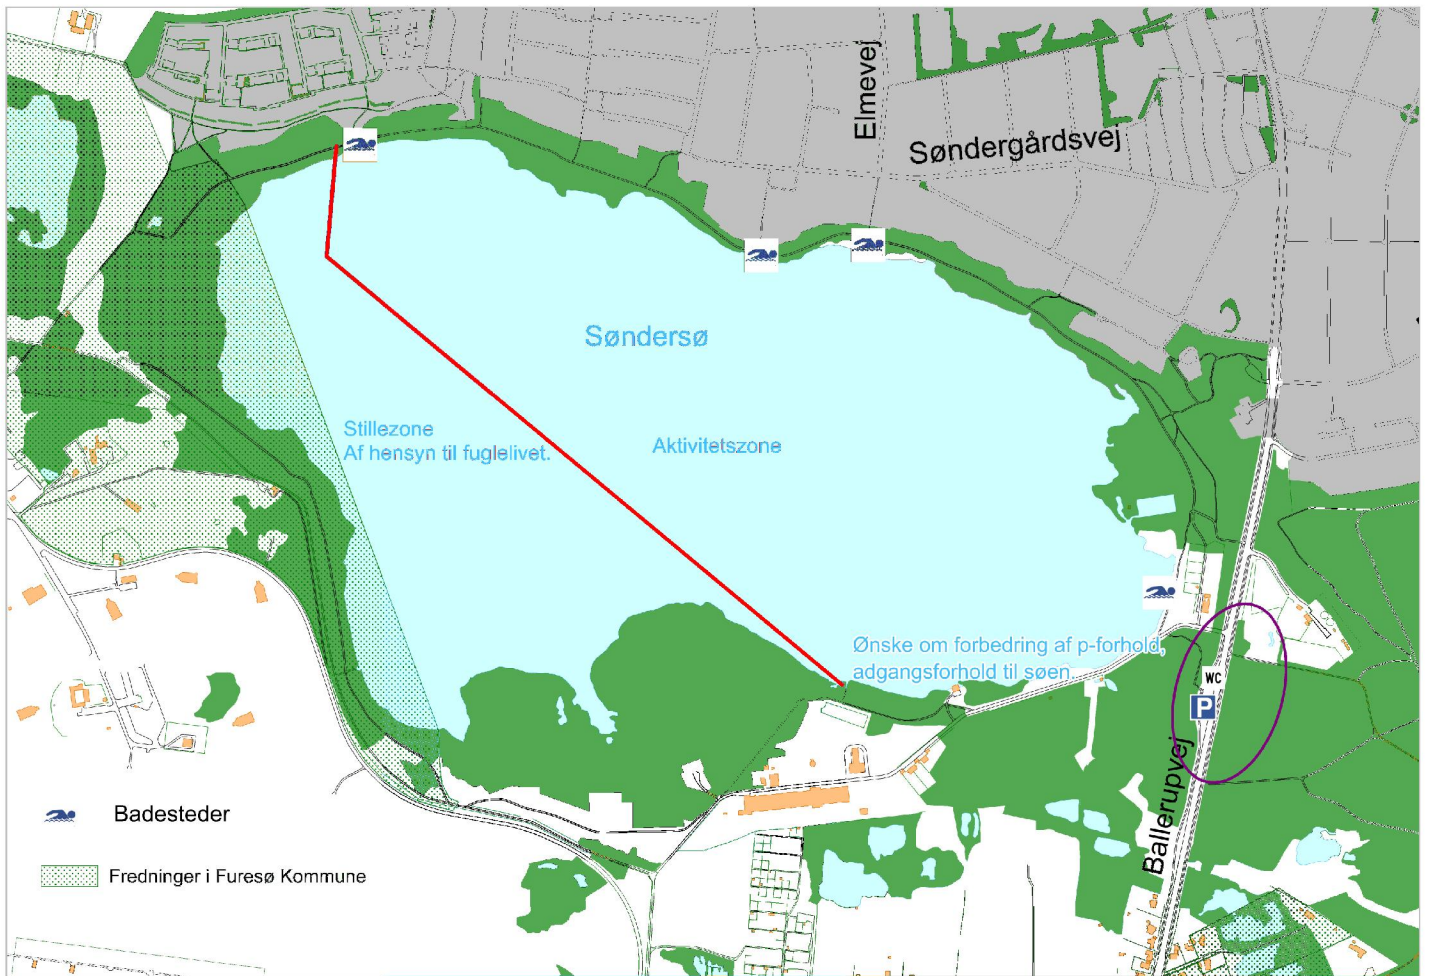 Elmevej
Søndergårdsvej
Søndersø
Stillezone
Af hensyn til fuglelivet.
Aktivitetszone
Ønske om forbedring af p-forhold,
adgangsforhold til søen.
WC
P
Ballerupvej
Badesteder
Fredninger i Furesø Kommune